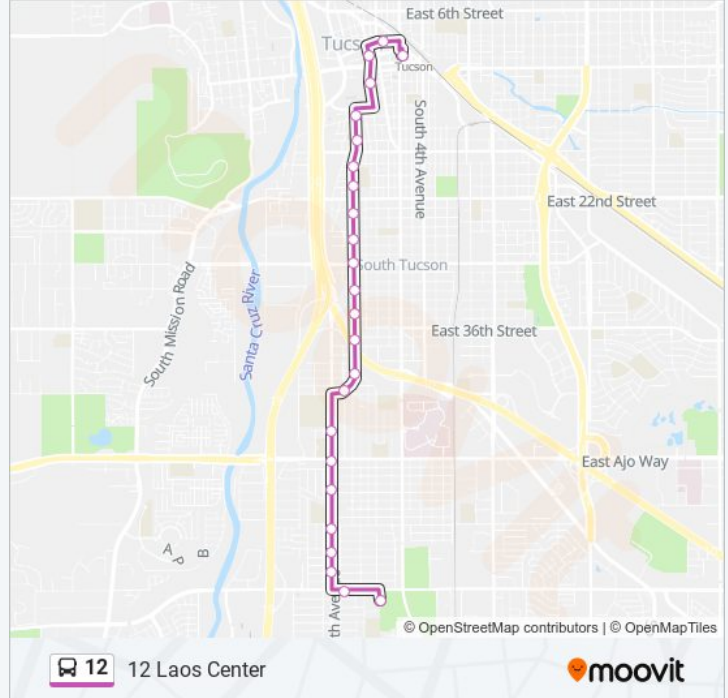 East 6th Street
Tucs
Tucson
South 4th Avenue
East 22nd Street
South Tucson
South Mission Road
Santa Cruz River
East 36th Street
East Ajo Way
A
P
B
th Ave
© OpenStreetMap contributors | © OpenMapTiles
12 12 Laos Center
moovit